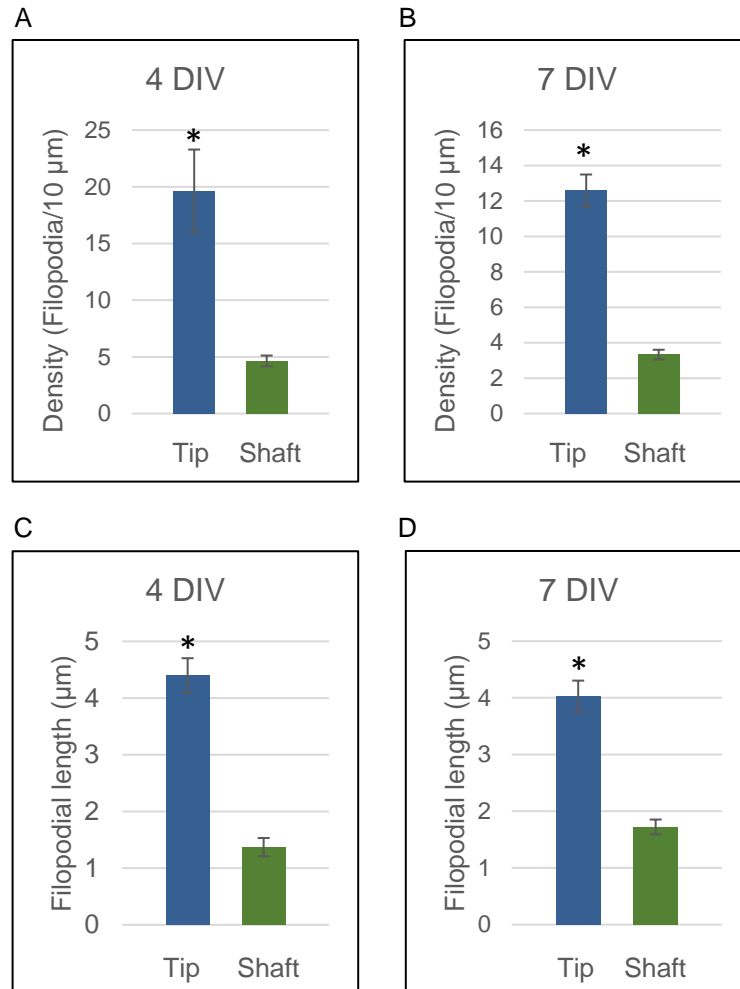 A
4 DIV
Density (Filopodia/10 µm)
25
20
15
10
5
0
*
Tip Shaft
B
7 DIV
Density (Filopodia/10 µm)
16
14
12
10
8
6
4
2
0
*
Tip Shaft
C
4 DIV
Filopodial length (µm)
5
4
3
2
1
0
*
Tip Shaft
D
7 DIV
Filopodial length (µm)
5
4
3
2
1
0
*
Tip Shaft